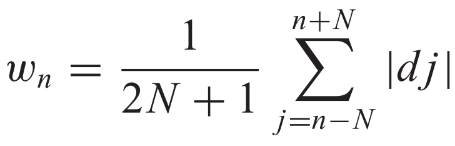 $w_n = \frac{1}{2N+1} \sum_{j=n-N}^{n+N} |dj|$